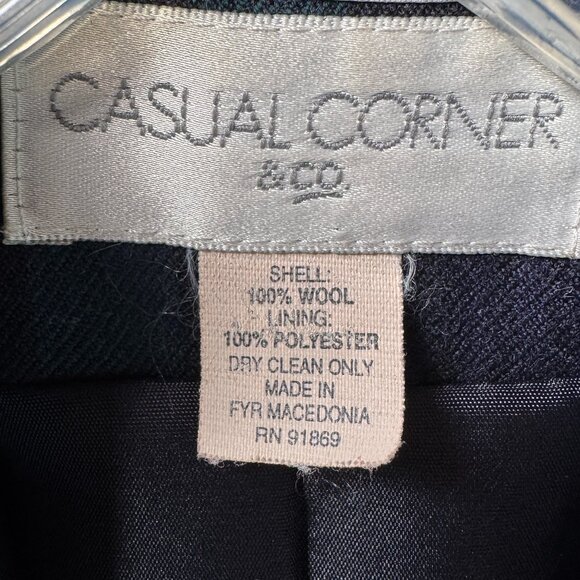 CASUAL CORNER
& CO.
SHELL:
100% WOOL
LINING:
100% POLYESTER
DRY CLEAN ONLY
MADE IN
FYR MACEDONIA
RN 91869